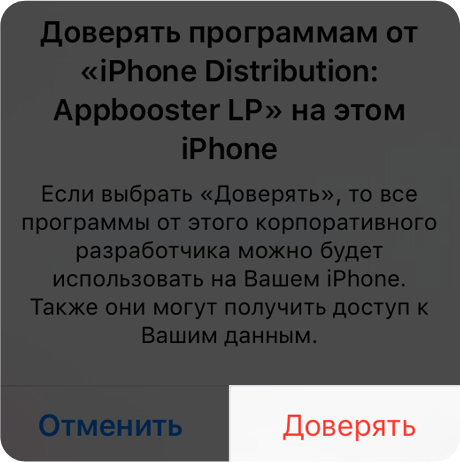 Доверять программам от
«iPhone Distribution:
Appbooster LP» на этом
iPhone
Если выбрать «Доверять», то все
программы от этого корпоративного
разработчика можно будет
использовать на Вашем iPhone.
Также они могут получить доступ к
Вашим данным.
Отменить
Доверять